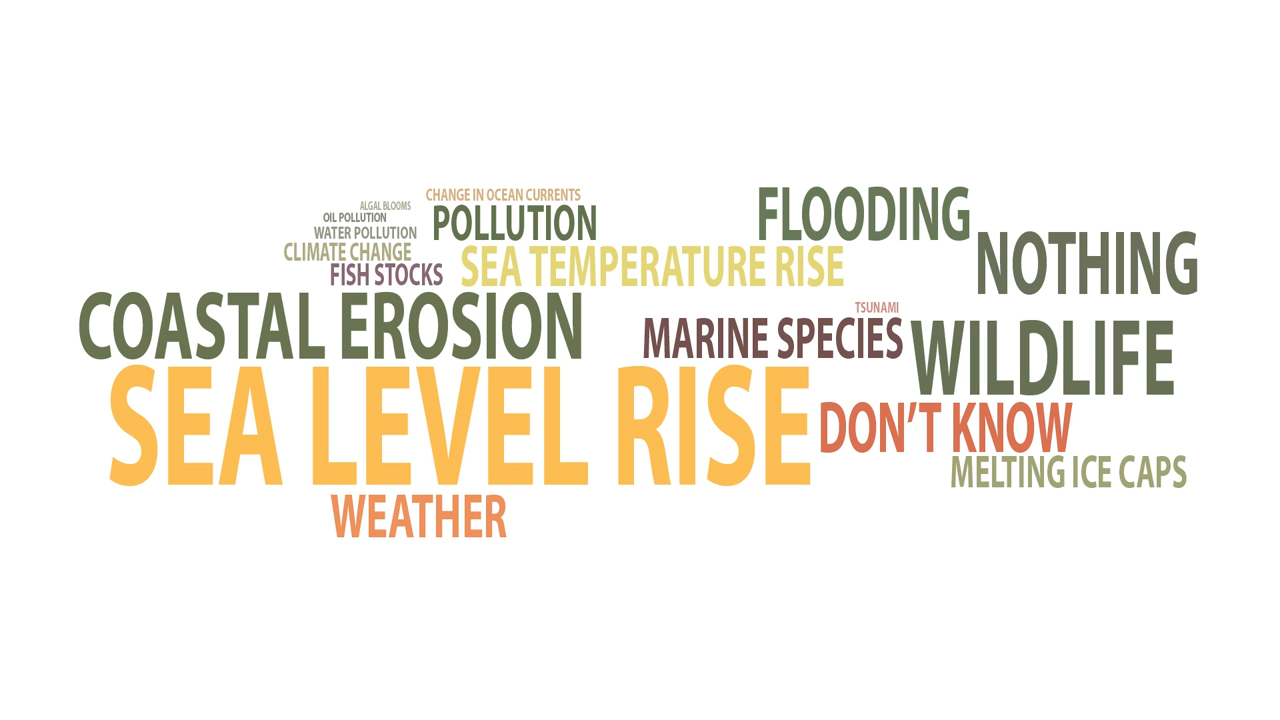 CHANGE IN OCEAN CURRENTS
ALGAL BLOOMS
OIL POLLUTION
POLLUTION
FLOODING
WATER POLLUTION
CLIMATE CHANGE
SEA TEMPERATURE RISE
NOTHING
FISH STOCKS
TSUNAMI
COASTAL EROSION
MARINE SPECIES
WILDLIFE
SEA LEVEL RISE
DON’T KNOW
MELTING ICE CAPS
WEATHER